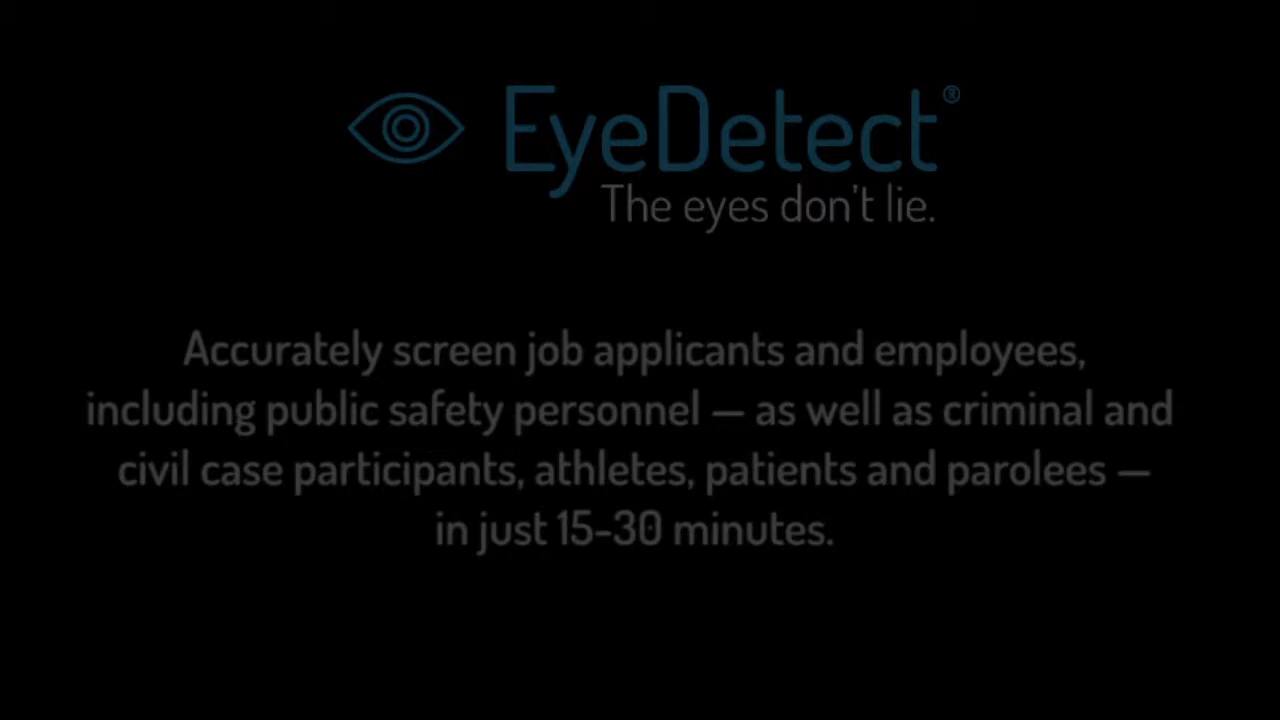 EyeDetect®
The eyes don't lie.
Accurately screen job applicants and employees,
including public safety personnel — as well as criminal and
civil case participants, athletes, patients and parolees —
in just 15-30 minutes.